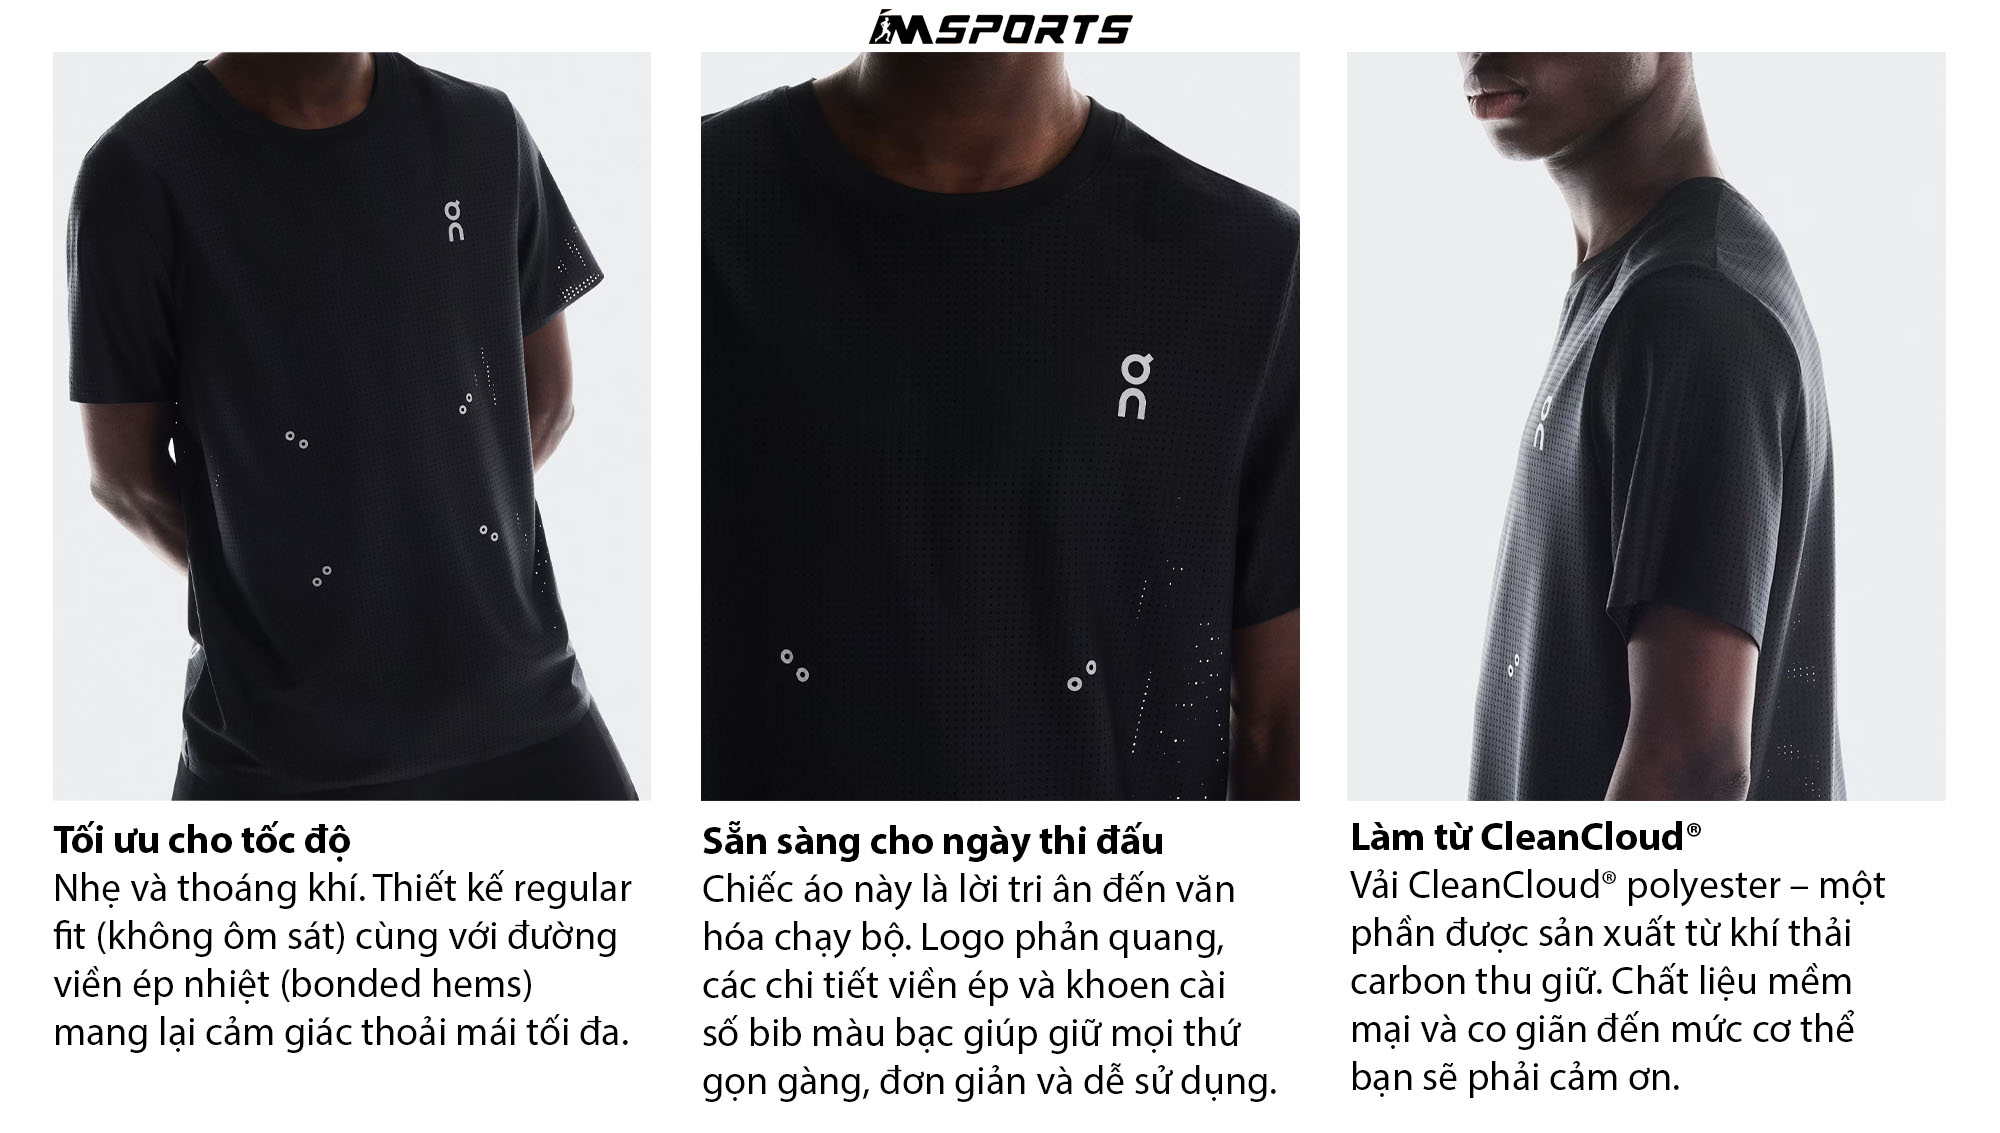 IMSPORTS
Tối ưu cho tốc độ
Nhẹ và thoáng khí. Thiết kế regular
fit (không ôm sát) cùng với đường
viền ép nhiệt (bonded hems)
mang lại cảm giác thoải mái tối đa.
Sẵn sàng cho ngày thi đấu
Chiếc áo này là lời tri ân đến văn
hóa chạy bộ. Logo phản quang,
các chi tiết viền ép và khoen cài
số bib màu bạc giúp giữ mọi thứ
gọn gàng, đơn giản và dễ sử dụng.
Làm từ CleanCloud®
Vải CleanCloud® polyester – một
phần được sản xuất từ khí thải
carbon thu giữ. Chất liệu mềm
mại và co giãn đến mức cơ thể
bạn sẽ phải cảm ơn.